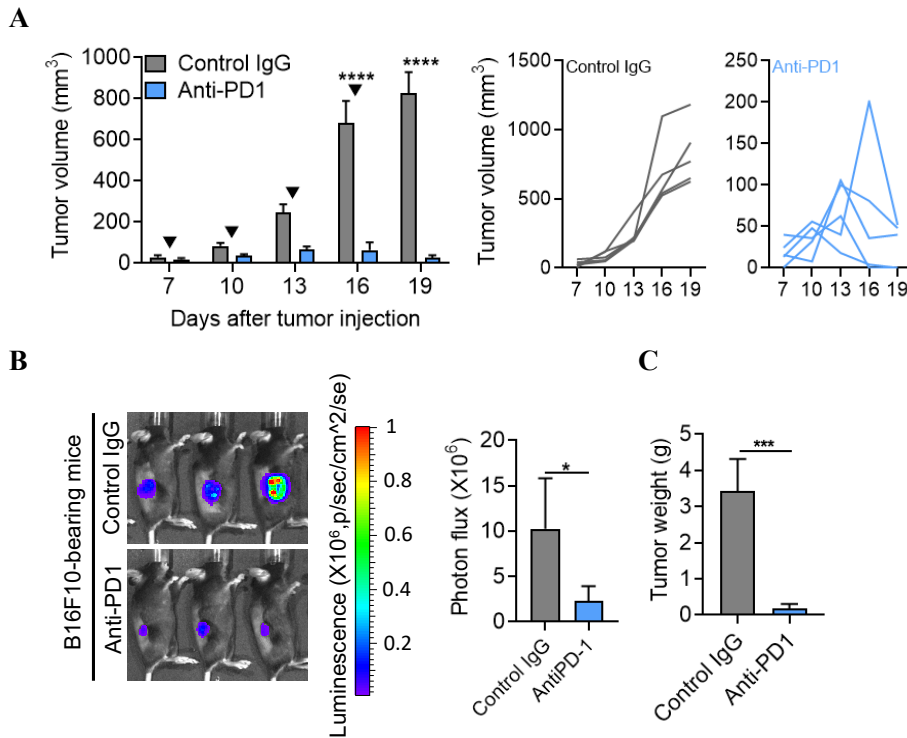 A
Tumor volume (mm3)
1000
800
600
400
200
0
Control IgG
Anti-PD1
****
****
7 10 13 16 19
Days after tumor injection
Tumor volume (mm3)
1500
1000
500
0
Control IgG
7 10 13 16 19
250
200
150
100
50
0
Anti-PD1
7 10 13 16 19
B
B16F10-bearing mice
Control IgG
Anti-PD1
Luminescence (X10^6,p/sec/cm^2/se)
1
0.8
0.6
0.4
0.2
Photon flux (X10^6)
20
15
10
5
0
*
Control IgG
AntiPD-1
C
Tumor weight (g)
5
4
3
2
1
0
***
Control IgG
Anti-PD1